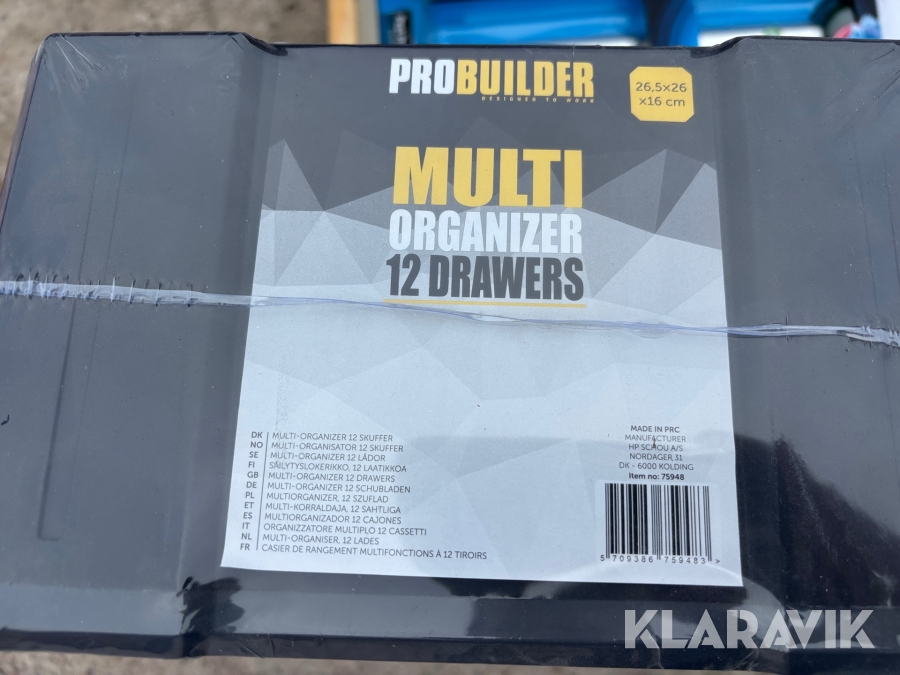 PROBUILDER
DESIGNED TO WORK
26,5x26
x16 cm
MULTI
ORGANIZER
12 DRAWERS
DK MULTI-ORGANIZER 12 SKUFFER
NO MULTI-ORGANISATOR 12 SKUFFER
SE MULTI-ORGANIZER 12 LÅDOR
FI SÄILYTYSLOKERIKKO, 12 LAATIKKOA
GB MULTI-ORGANIZER 12 DRAWERS
DE MULTI-ORGANIZER 12 SCHUBLADEN
PL MULTIORGANIZER, 12 SZUFLAD
ET MULTI-KORRALDAJA, 12 SAHTLIGA
ES MULTIORGANIZADOR 12 CAJONES
IT ORGANIZZATORE MULTIPLO 12 CASSETTI
NL MULTI-ORGANISER, 12 LADES
FR CASIER DE RANGEMENT MULTIFONCTIONS À 12 TIROIRS
MADE IN PRC
MANUFACTURER
HP SCHOU A/S
NORDAGER 31
DK - 6000 KOLDING
Item no: 75948
5 709386 759483 >
KLARAVIK